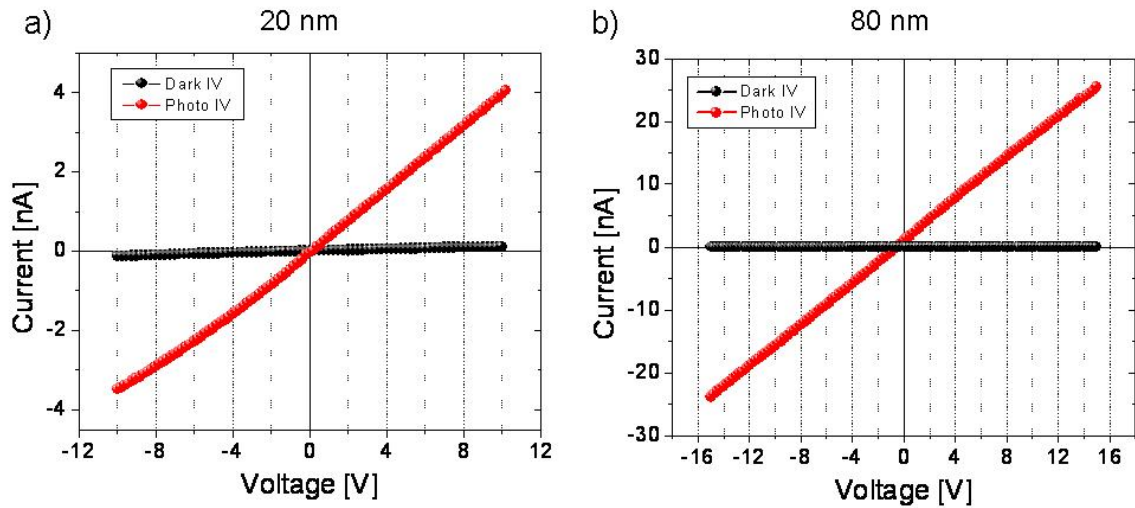 a)
20 nm
Dark IV
Photo IV
4
2
0
-2
-4
Current [nA]
-12
-8
-4
0
4
8
12
Voltage [V]
b)
80 nm
Dark IV
Photo IV
30
20
10
0
-10
-20
-30
Current [nA]
-16
-12
-8
-4
0
4
8
12
16
Voltage [V]